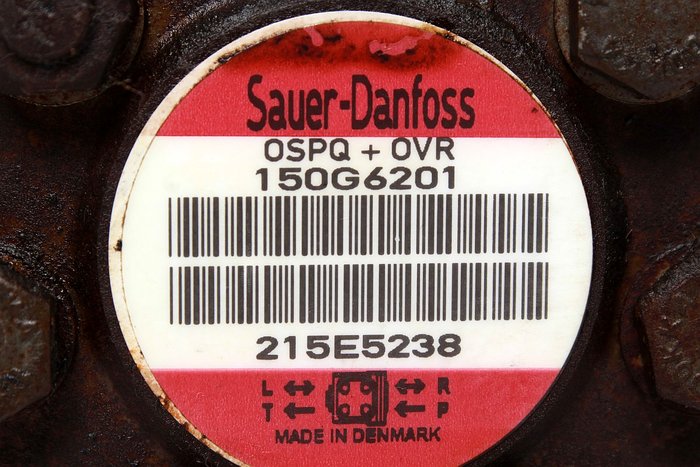 Sauer-Danfoss
OSPQ + OVR
150G6201
215E5238
L R
T P
MADE IN DENMARK